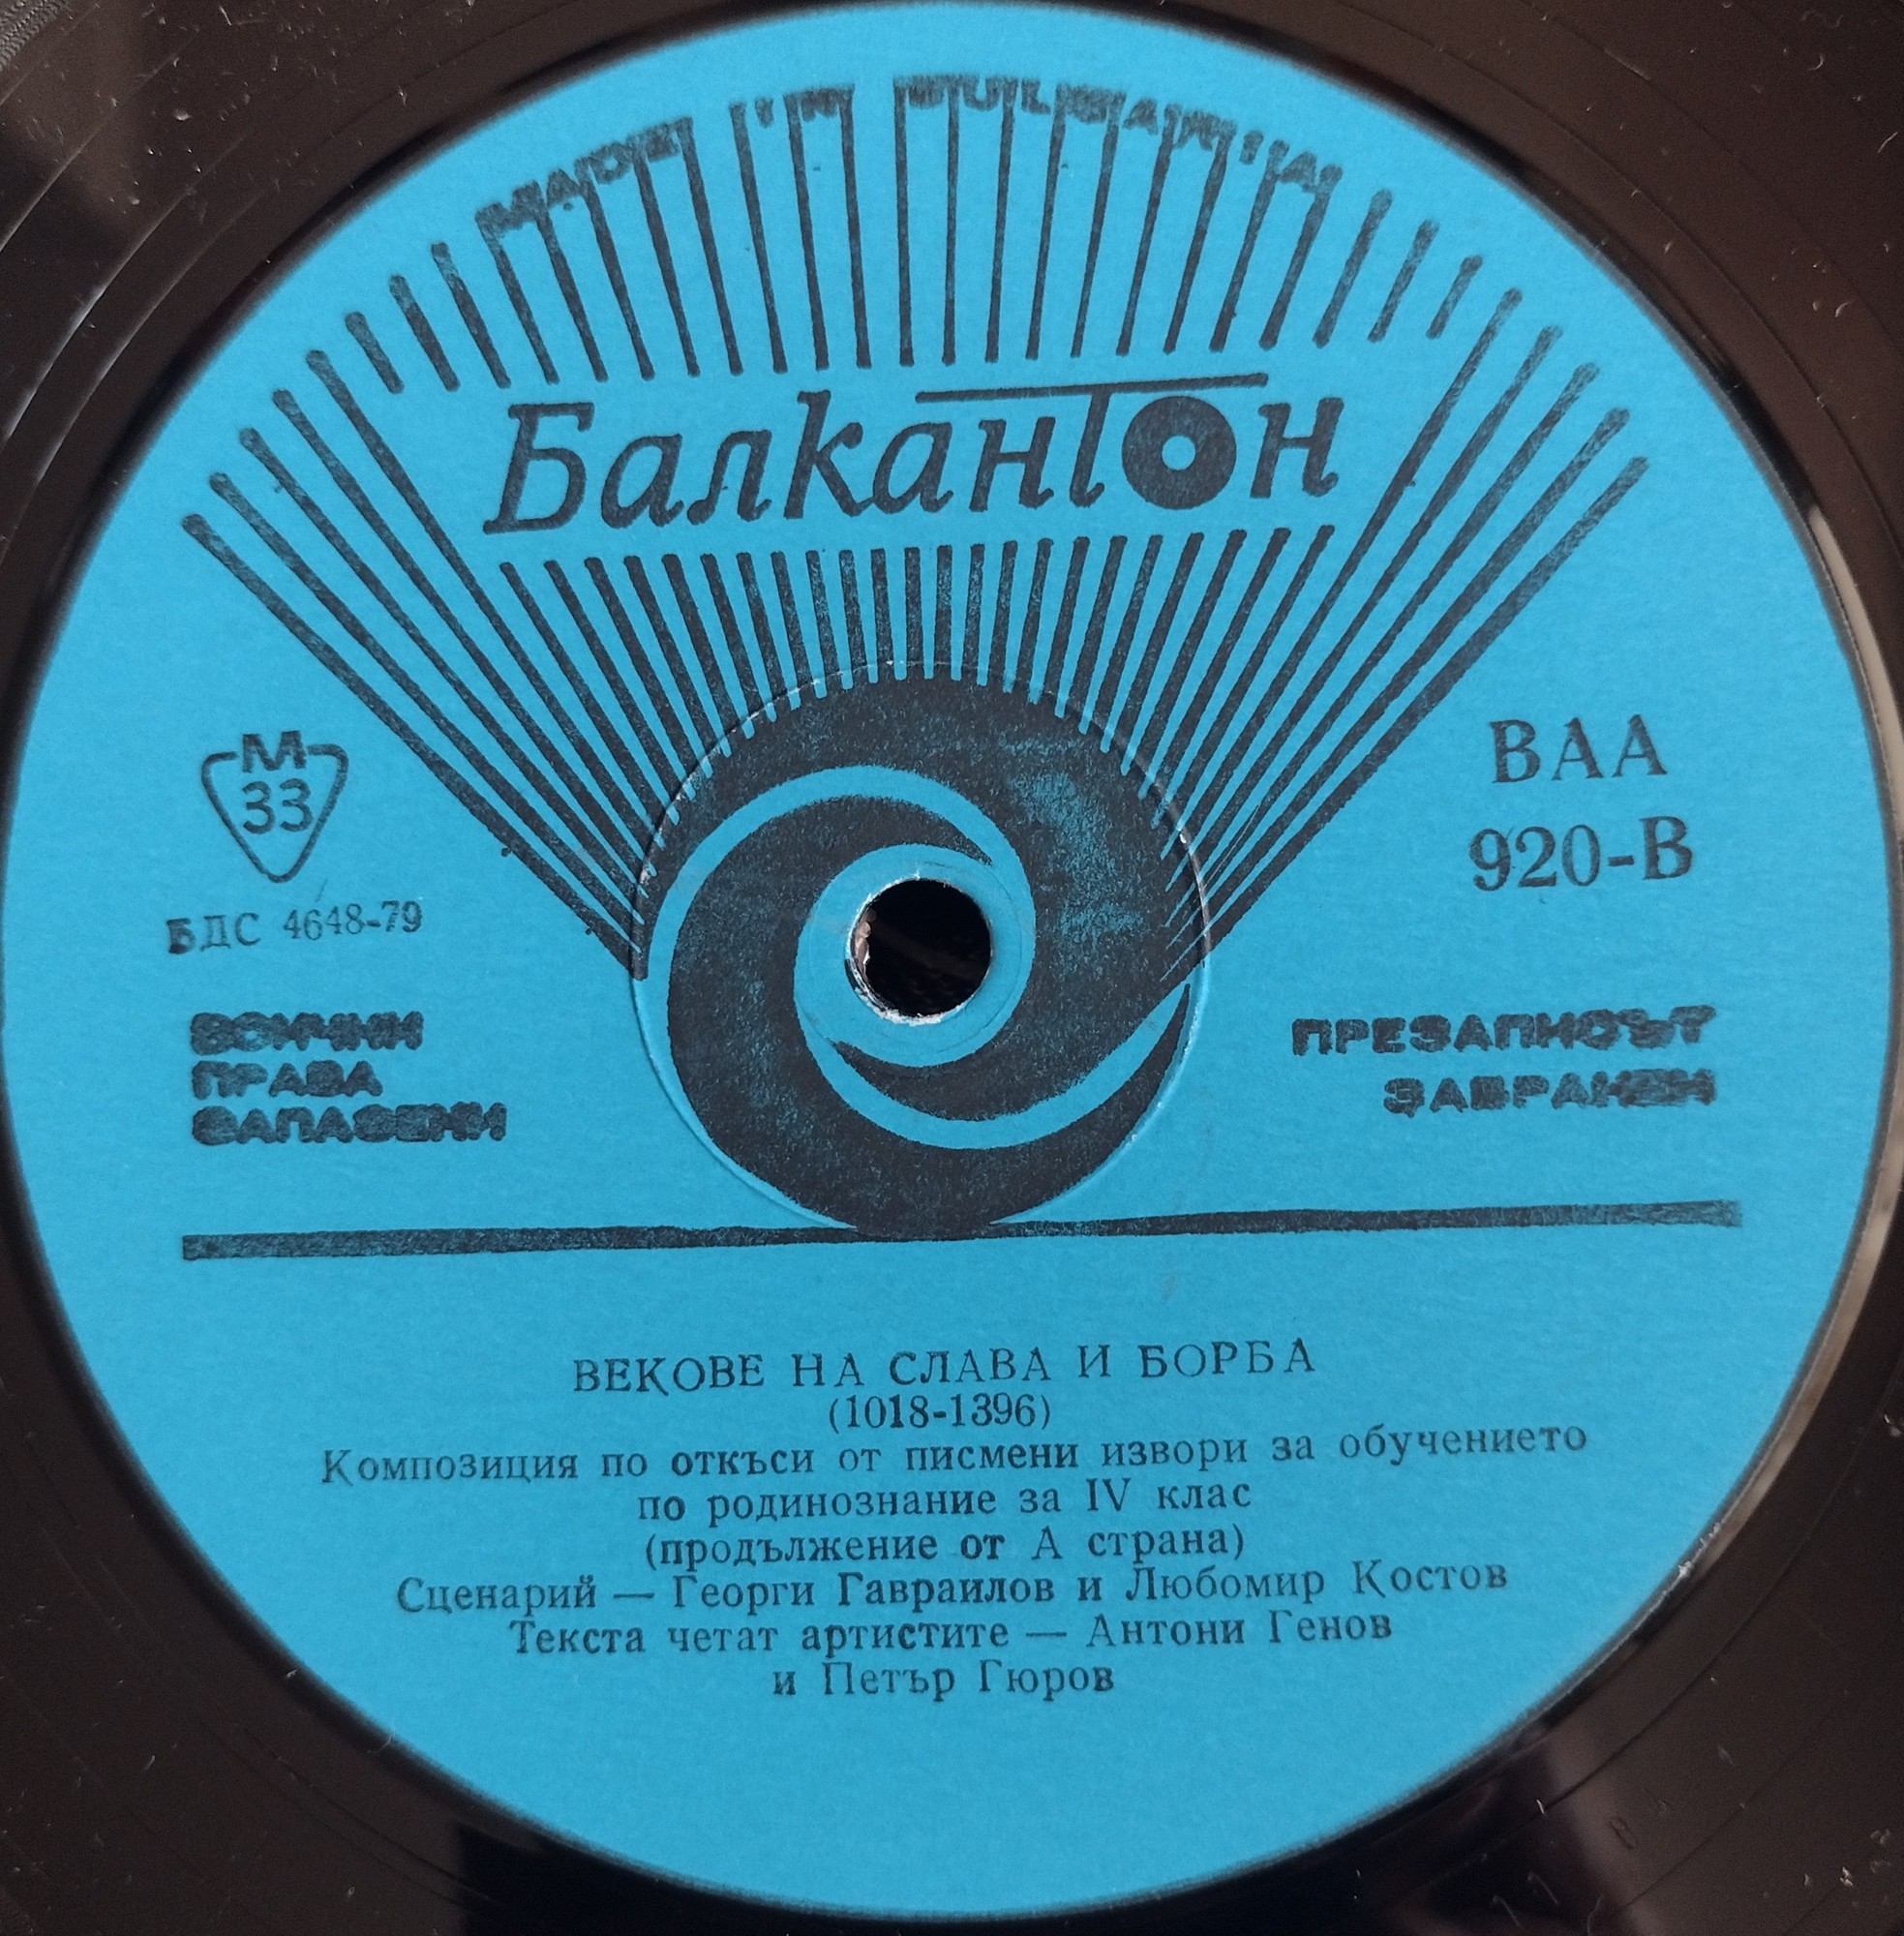 MADE IN BULGARIA
Балкантон
М
33
БДС 4648-79
ВАА
920-В
ВСИЧКИ
ПРАВА
ЗАПАЗЕНИ
ПРЕЗАПИСЪТ
ЗАБРАНЕН
ВЕКОВЕ НА СЛАВА И БОРБА
(1018-1396)
Композиция по откъси от писмени извори за обучението
по родинознание за IV клас
(продължение от А страна)
Сценарий — Георги Гавраилов и Любомир Костов
Текста четат артистите — Антони Генов
и Петър Гюров